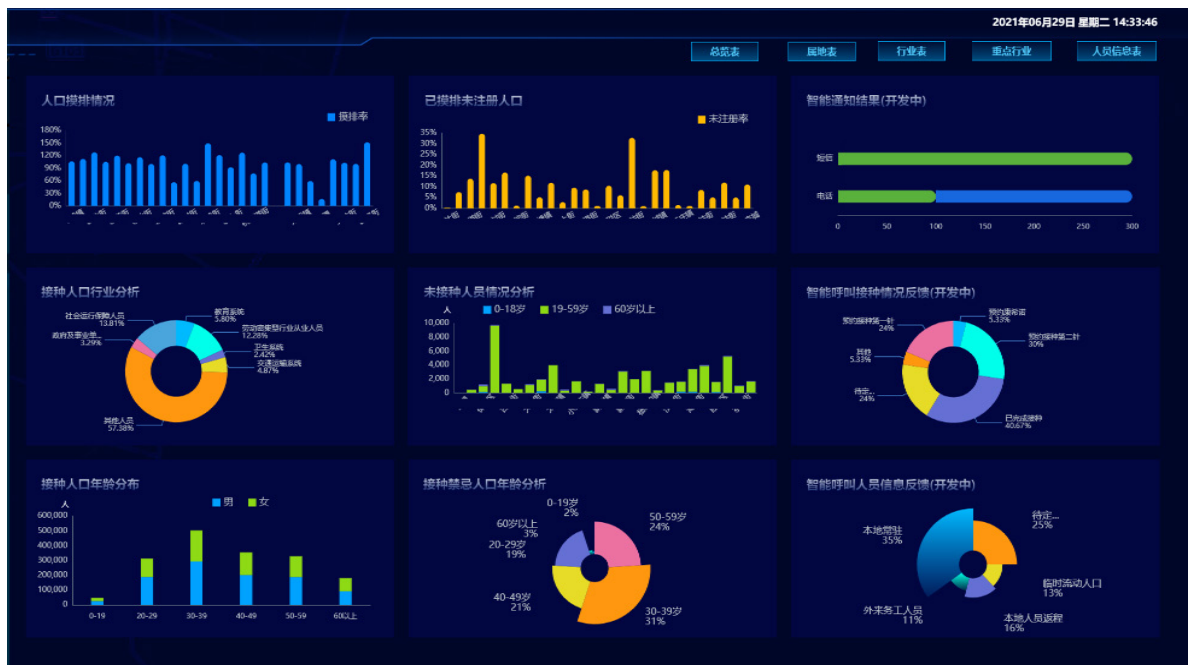 2021年06月29日 星期二 14:33:46
总览表
属地表
行业表
重点行业
人员信息表
人口摸排情况
摸排率
180%
150%
120%
90%
60%
30%
0%
已摸排未注册人口
未注册率
35%
30%
25%
20%
15%
10%
5%
0%
智能通知结果(开发中)
短信
电话
0 50 100 150 200 250 300
接种人口行业分析
社会运行保障人员
13.81%
教育系统
5.80%
劳动密集型行业从业人员
12.28%
政府及事业单...
3.29%
卫生系统
2.42%
交通运输系统
4.87%
其他人员
57.38%
未接种人员情况分析
人
0-18岁 19-59岁 60岁以上
10,000
8,000
6,000
4,000
2,000
0
智能呼叫接种情况反馈(开发中)
预约接种第一针
24%
5.33%
预约接种第二针
30%
其他
5.33%
待定...
24%
已完成接种
40.67%
接种人口年龄分布
人
男 女
600,000
500,000
400,000
300,000
200,000
100,000
0
0-19 20-29 30-39 40-49 50-59 60以上
接种禁忌人口年龄分析
0-19岁
2%
50-59岁
24%
60岁以上
3%
20-29岁
19%
40-49岁
21%
30-39岁
31%
智能呼叫人员信息反馈(开发中)
待定...
25%
本地常驻
35%
临时流动人口
13%
外来务工人员
11%
本地人员返程
16%